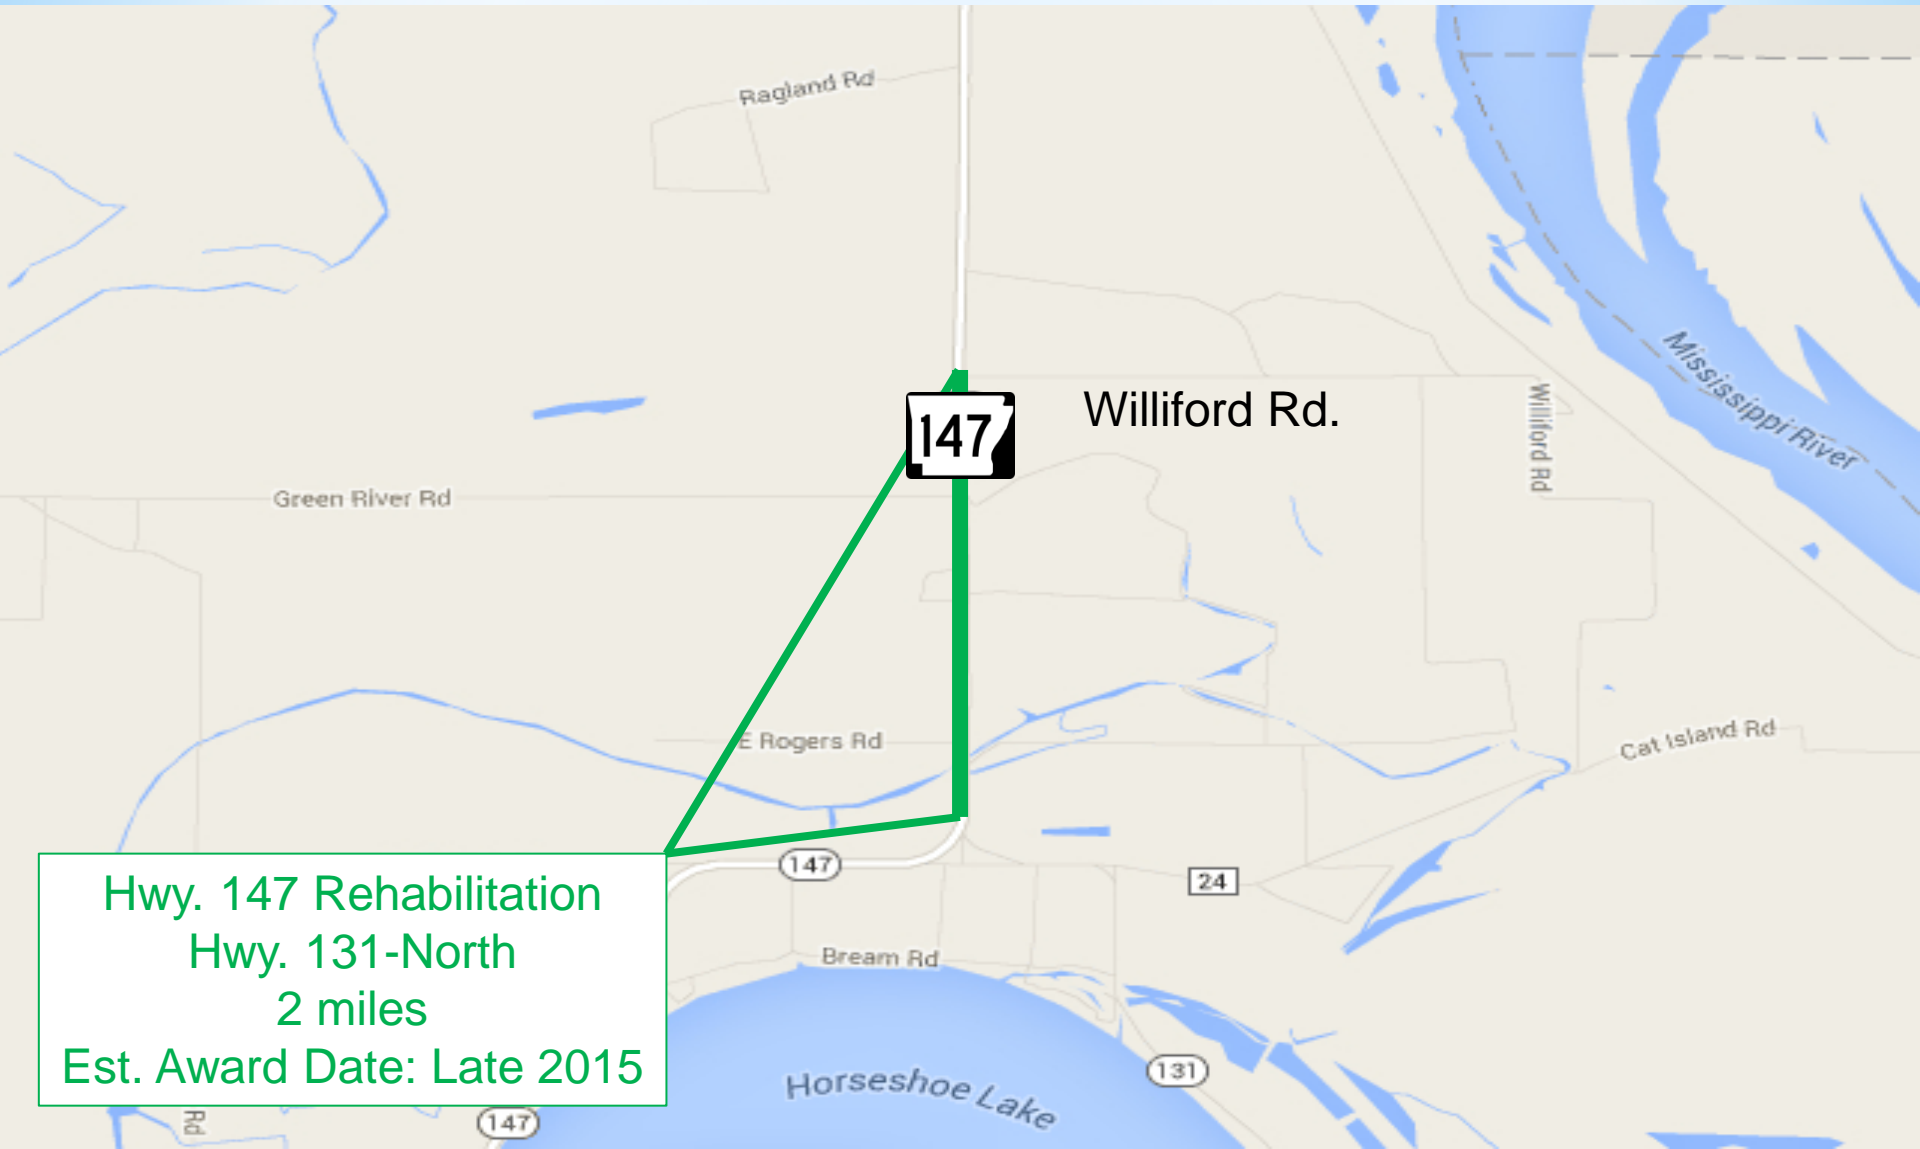 Ragland Rd
147
Williford Rd.
Mississippi River
Williford Rd
Green River Rd
E Rogers Rd
Cat Island Rd
147
24
Hwy. 147 Rehabilitation
Hwy. 131-North
2 miles
Est. Award Date: Late 2015
Bream Rd
Horseshoe Lake
131
Rd
147